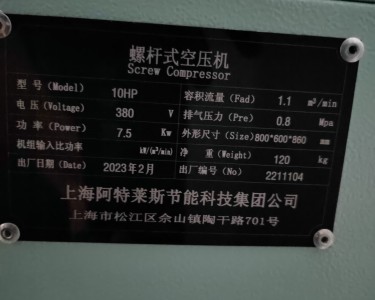 螺杆式空压机
Screw Compressor
型 号 (Model) 10HP 容积流量 (Fad) 1.1 m³/min
电 压 (Voltage) 380 V 排气压力 (Pre) 0.8 Mpa
功 率 (Power) 7.5 Kw 外形尺寸 (Size) 800*600*860 mm
机组输入比功率 kW/(m³/min) 净 重 (Weight) 120 kg
出厂日期 (Date) 2023年2月 出厂编号 (No) 2211104
上海阿特莱斯节能科技集团公司
上海市松江区佘山镇陶干路701号